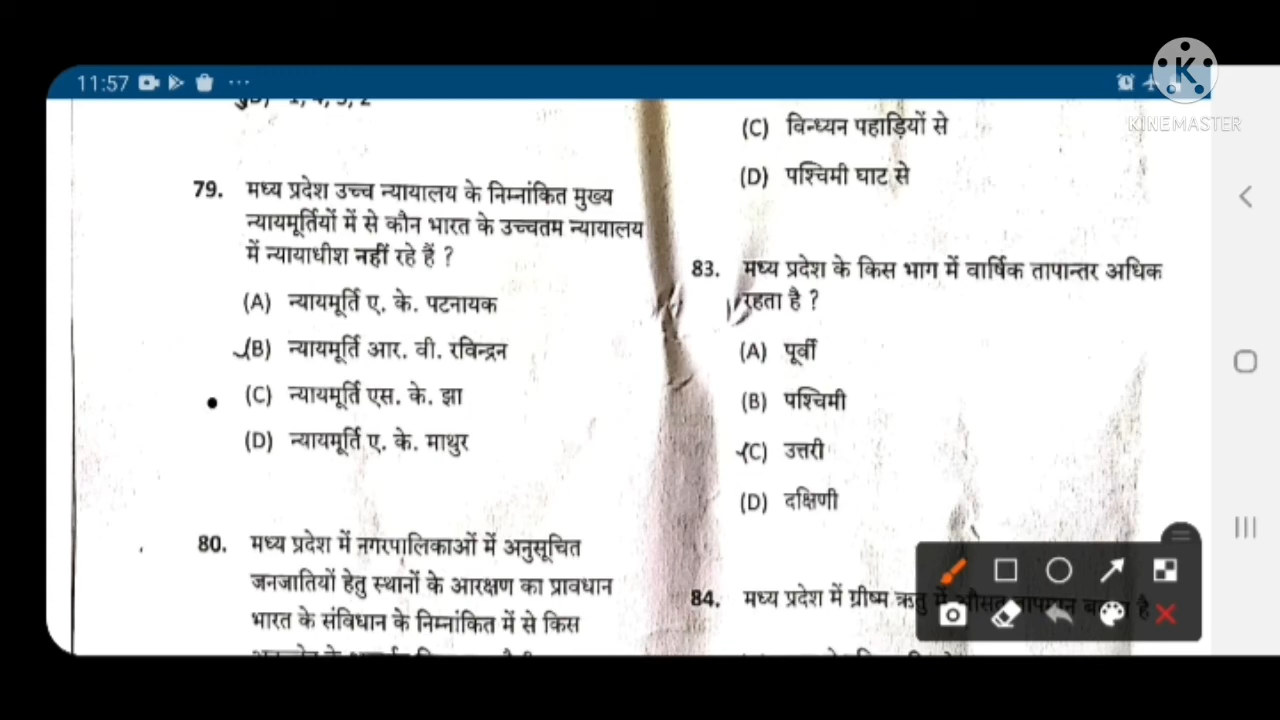 11:57
KINEMASTER
79. मध्य प्रदेश उच्च न्यायालय के निम्नांकित मुख्य
न्यायमूर्तियों में से कौन भारत के उच्चतम न्यायालय
में न्यायाधीश नहीं रहे हैं ?
(A) न्यायमूर्ति ए. के. पटनायक
(B) न्यायमूर्ति आर. वी. रविन्द्रन
(C) न्यायमूर्ति एस. के. झा
(D) न्यायमूर्ति ए. के. माथुर
80. मध्य प्रदेश में नगरपालिकाओं में अनुसूचित
जनजातियों हेतु स्थानों के आरक्षण का प्रावधान
भारत के संविधान के निम्नांकित में से किस
(C) विन्ध्यन पहाड़ियों से
(D) पश्चिमी घाट से
83. मध्य प्रदेश के किस भाग में वार्षिक तापान्तर अधिक
रहता है ?
(A) पूर्वी
(B) पश्चिमी
(C) उत्तरी
(D) दक्षिणी
84. मध्य प्रदेश में ग्रीष्म ऋतु में औसत तापमान है